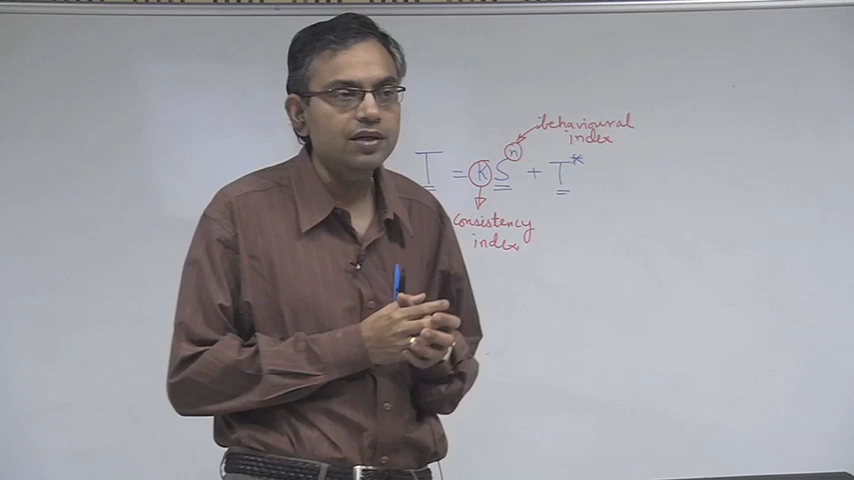 behavioural
index
T = K S^n + T*
consistency
index